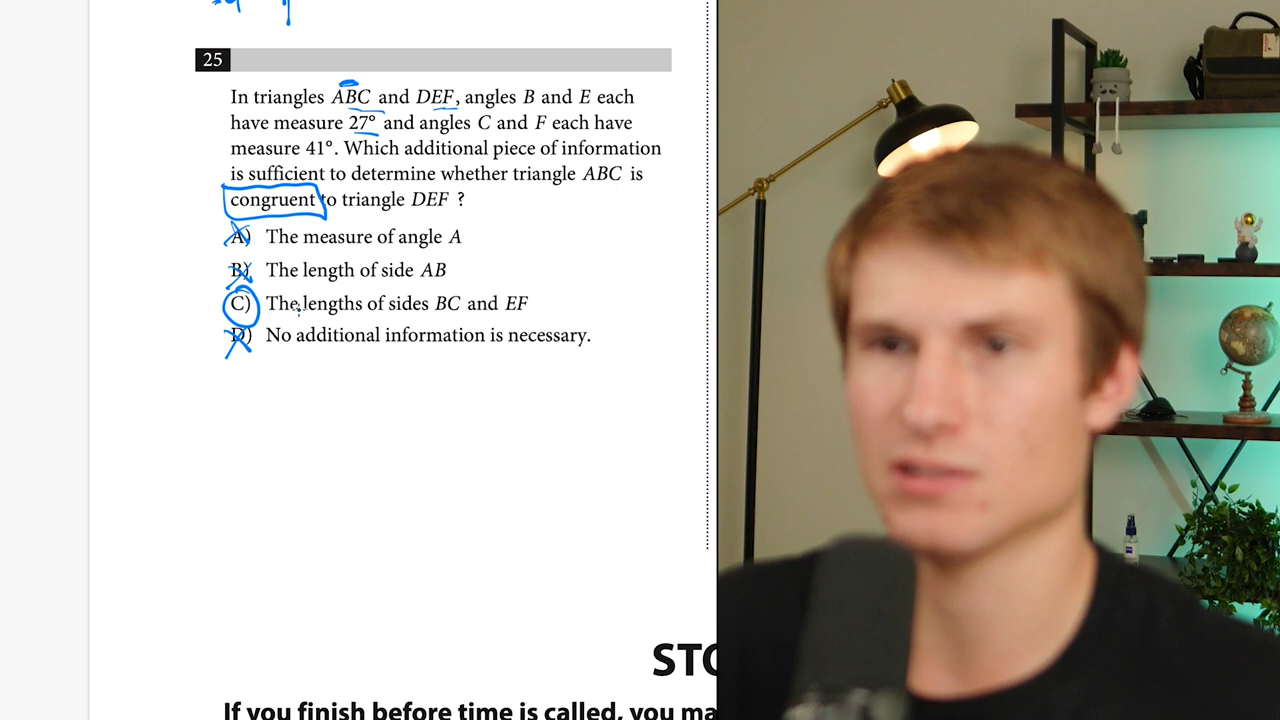 25
In triangles ABC and DEF, angles B and E each
have measure 27° and angles C and F each have
measure 41°. Which additional piece of information
is sufficient to determine whether triangle ABC is
congruent to triangle DEF ?
A) The measure of angle A
B) The length of side AB
C) The lengths of sides BC and EF
D) No additional information is necessary.
If you finish before time is called, you